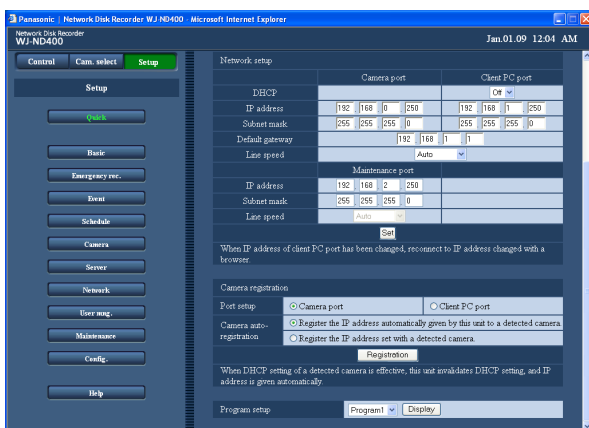 Panasonic | Network Disk Recorder WJ-ND400 - Microsoft Internet Explorer
Network Disk Recorder
WJ-ND400
Jan.01.09 12:04 AM
Control Cam. select Setup
Setup
Quick
Basic
Emergency rec.
Event
Schedule
Camera
Server
Network
User mng.
Maintenance
Config.
Help
Network setup
Camera port Client PC port
DHCP Off
IP address 192 . 168 . 0 . 250 192 . 168 . 1 . 250
Subnet mask 255 . 255 . 255 . 0 255 . 255 . 255 . 0
Default gateway 192 . 168 . 1 . 1
Line speed Auto
Maintenance port
IP address 192 . 168 . 2 . 250
Subnet mask 255 . 255 . 255 . 0
Line speed Auto
Set
When IP address of client PC port has been changed, reconnect to IP address changed with a
browser.
Camera registration
Port setup Camera port Client PC port
Camera auto-
registration
Register the IP address automatically given by this unit to a detected camera.
Register the IP address set with a detected camera.
Registration
When DHCP setting of a detected camera is effective, this unit invalidates DHCP setting, and IP
address is given automatically.
Program setup Program1 Display